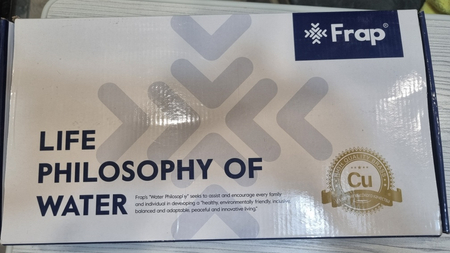 Frap®
LIFE
PHILOSOPHY OF
WATER
Frap's "Water Philosophy" seeks to assist and encourage every family
and individual in developing a "healthy, environmentally friendly, inclusive
balanced and adaptable, peaceful and innovative living"
Cu